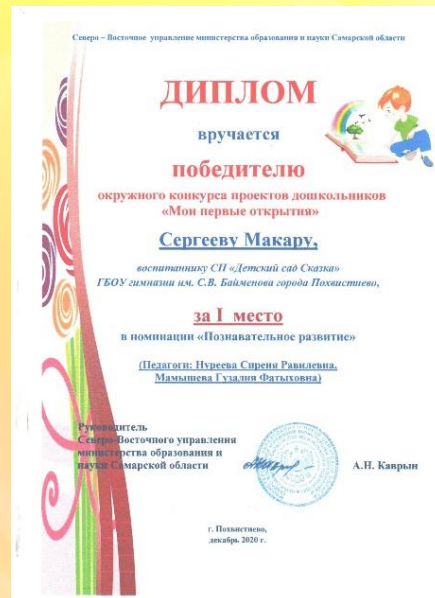 Северо – Восточное управление министерства образования и науки Самарской области
ДИПЛОМ
вручается
победителю
окружного конкурса проектов дошкольников
«Мои первые открытия»
Сергееву Макару,
воспитаннику СП «Детский сад Сказка»
ГБОУ гимназии им. С.В. Байменова города Похвистнево,
за I место
в номинации «Познавательное развитие»
(Педагоги: Нуреева Сиреня Равилевна,
Мамышева Гузалия Фатыховна)
Руководитель
Северо-Восточного управления
министерства образования и
науки Самарской области
А.Н. Каврын
г. Похвистнево,
декабрь 2020 г.